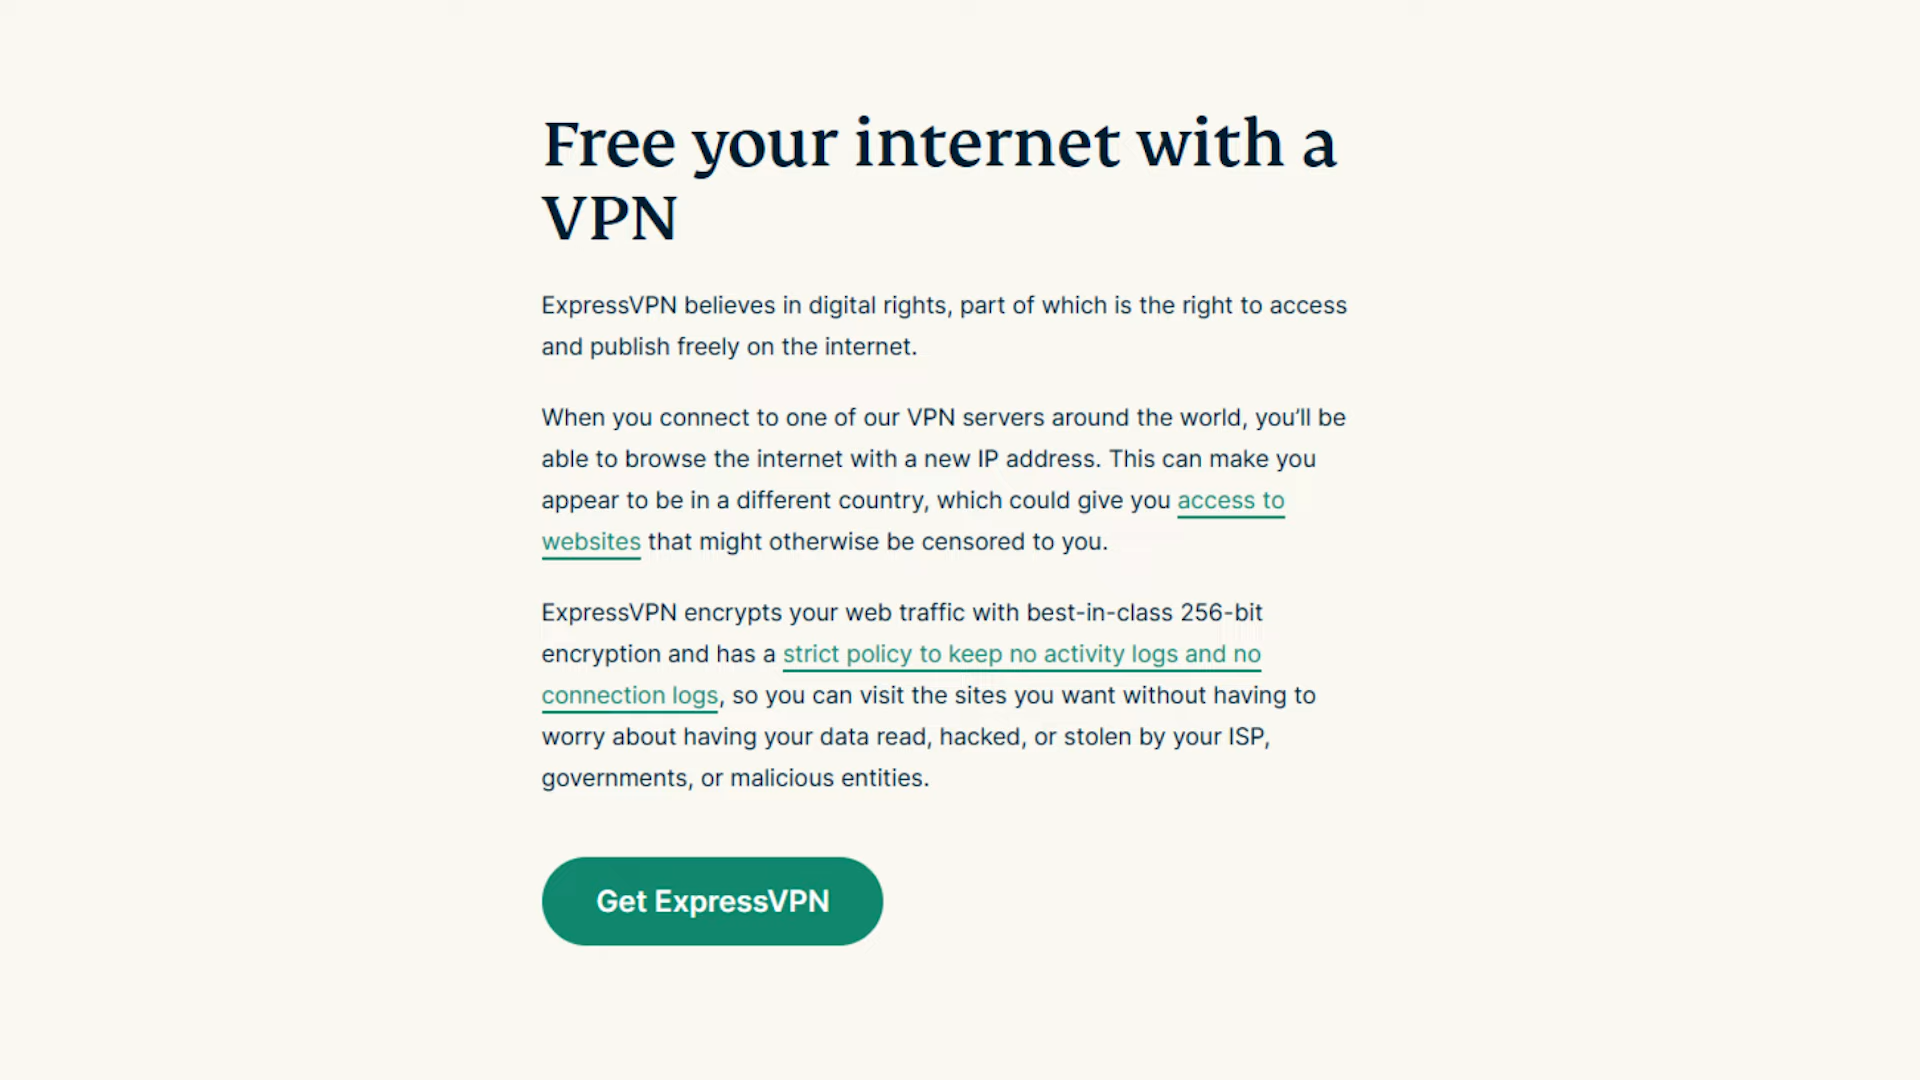 Free your internet with a
VPN
ExpressVPN believes in digital rights, part of which is the right to access
and publish freely on the internet.
When you connect to one of our VPN servers around the world, you’ll be
able to browse the internet with a new IP address. This can make you
appear to be in a different country, which could give you access to
websites that might otherwise be censored to you.
ExpressVPN encrypts your web traffic with best-in-class 256-bit
encryption and has a strict policy to keep no activity logs and no
connection logs, so you can visit the sites you want without having to
worry about having your data read, hacked, or stolen by your ISP,
governments, or malicious entities.
Get ExpressVPN